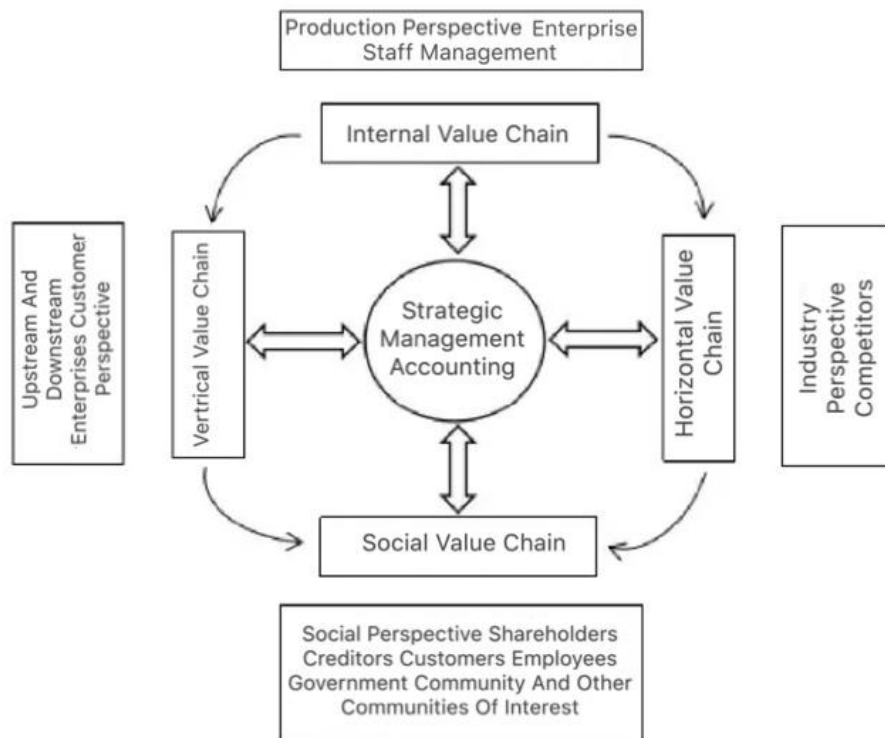 Production Perspective Enterprise
Staff Management
Internal Value Chain
Upstream And
Downstream
Enterprises Customer
Perspective
Vertrical Value Chain
Strategic
Management
Accounting
Horizontal Value
Chain
Industry
Perspective
Competitors
Social Value Chain
Social Perspective Shareholders
Creditors Customers Employees
Government Community And Other
Communities Of Interest